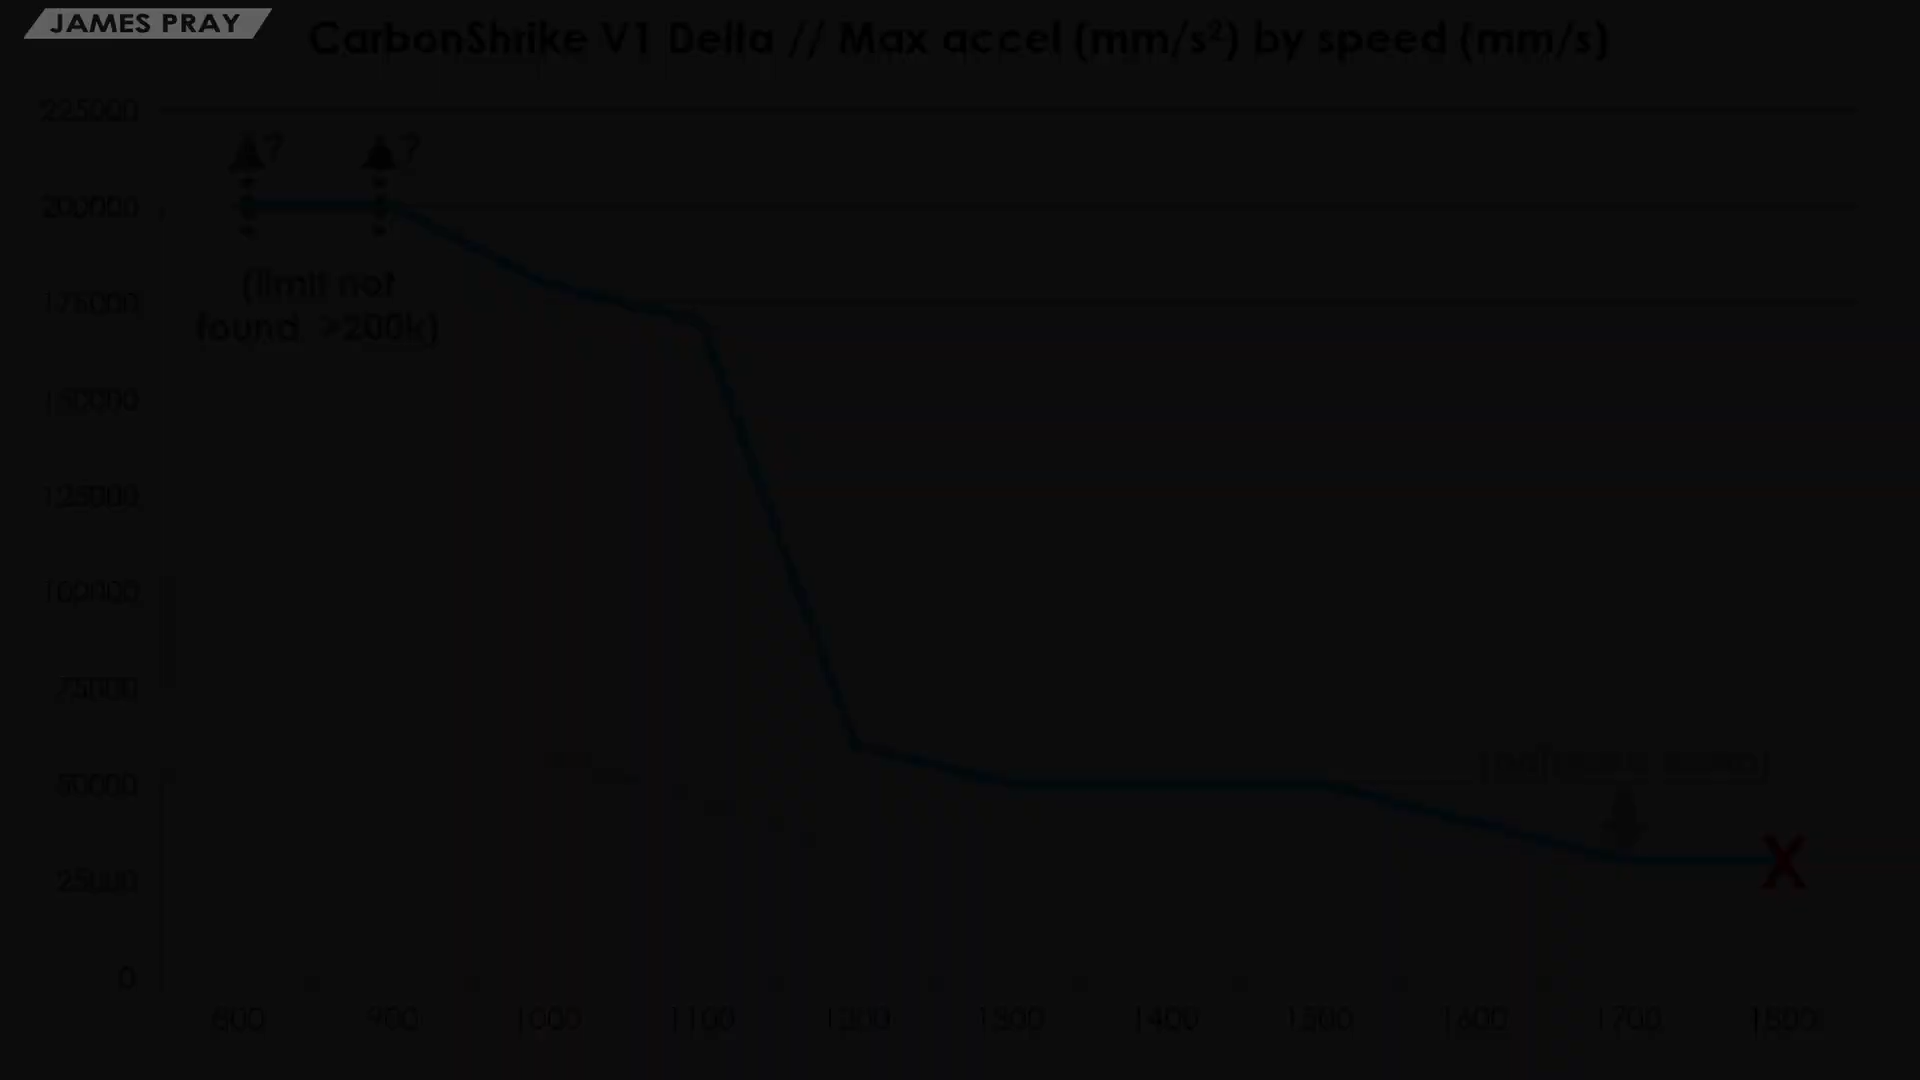 JAMES PRAY
CarbonShrike V1 Delta // Max accel (mm/s²) by speed (mm/s)
225000
? ?
200000
(limit not
175000
found >200k)
150000
125000
100000
75000
50000
25000
X
0
800 900 1000 1100 1200 1300 1400 1500 1600 1700 1800